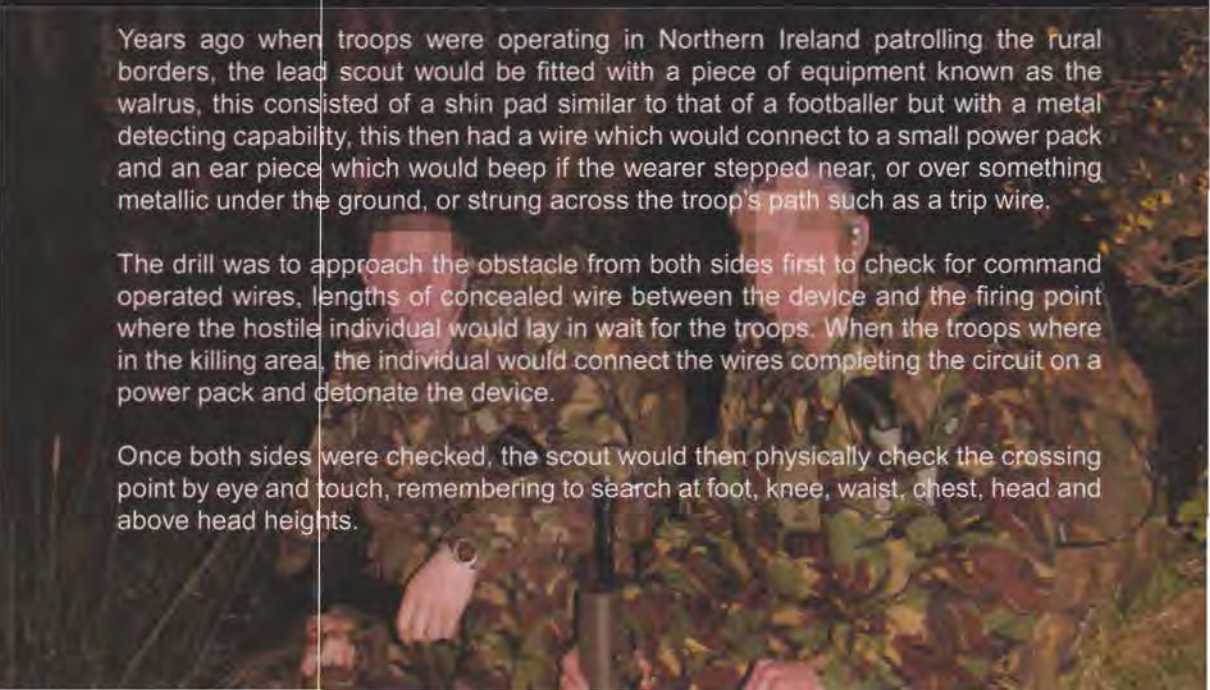 Years ago when troops were operating in Northern Ireland patrolling the rural
borders, the lead scout would be fitted with a piece of equipment known as the
walrus, this consisted of a shin pad similar to that of a footballer but with a metal
detecting capability, this then had a wire which would connect to a small power pack
and an ear piece which would beep if the wearer stepped near, or over something
metallic under the ground, or strung across the troop's path such as a trip wire.
The drill was to approach the obstacle from both sides first to check for command
operated wires, lengths of concealed wire between the device and the firing point
where the hostile individual would lay in wait for the troops. When the troops where
in the killing area, the individual would connect the wires completing the circuit on a
power pack and detonate the device.
Once both sides were checked, the scout would then physically check the crossing
point by eye and touch, remembering to search at foot, knee, waist, chest, head and
above head heights.